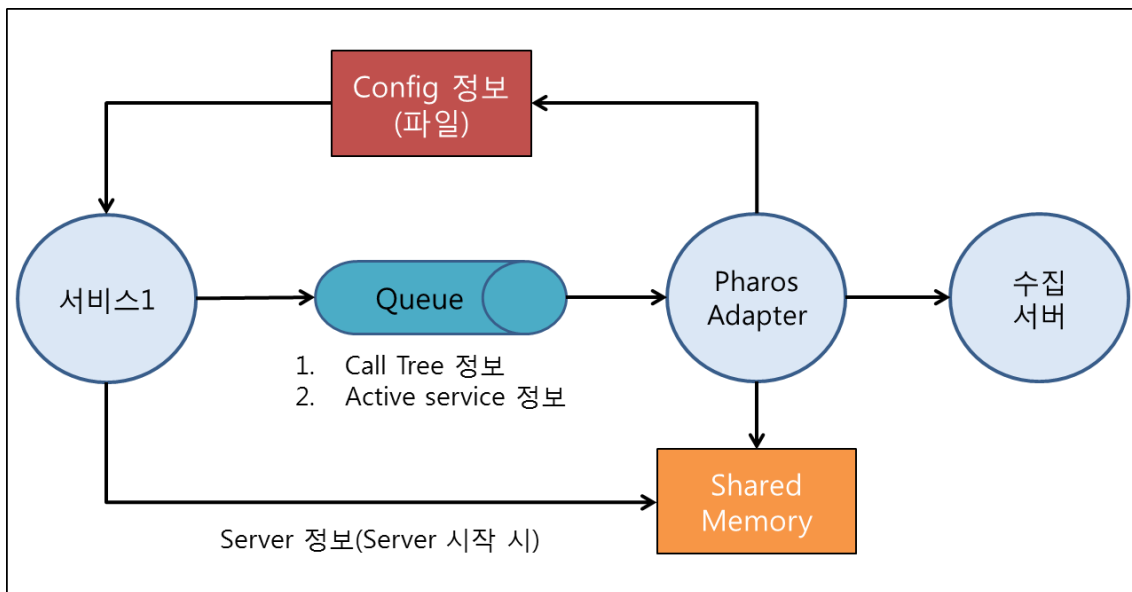 Config 정보
(파일)
서비스1
Queue
Pharos
Adapter
수집
서버
1. Call Tree 정보
2. Active service 정보
Shared
Memory
Server 정보(Server 시작 시)